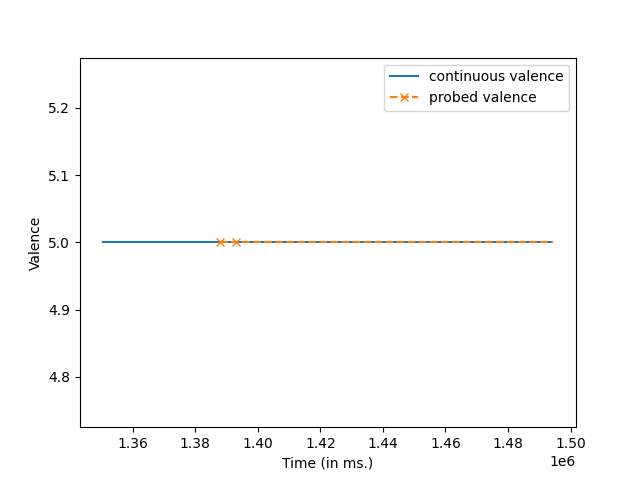 continuous valence
probed valence
5.2
5.1
5.0
4.9
4.8
Valence
1.36 1.38 1.40 1.42 1.44 1.46 1.48 1.50
1e6
Time (in ms.)